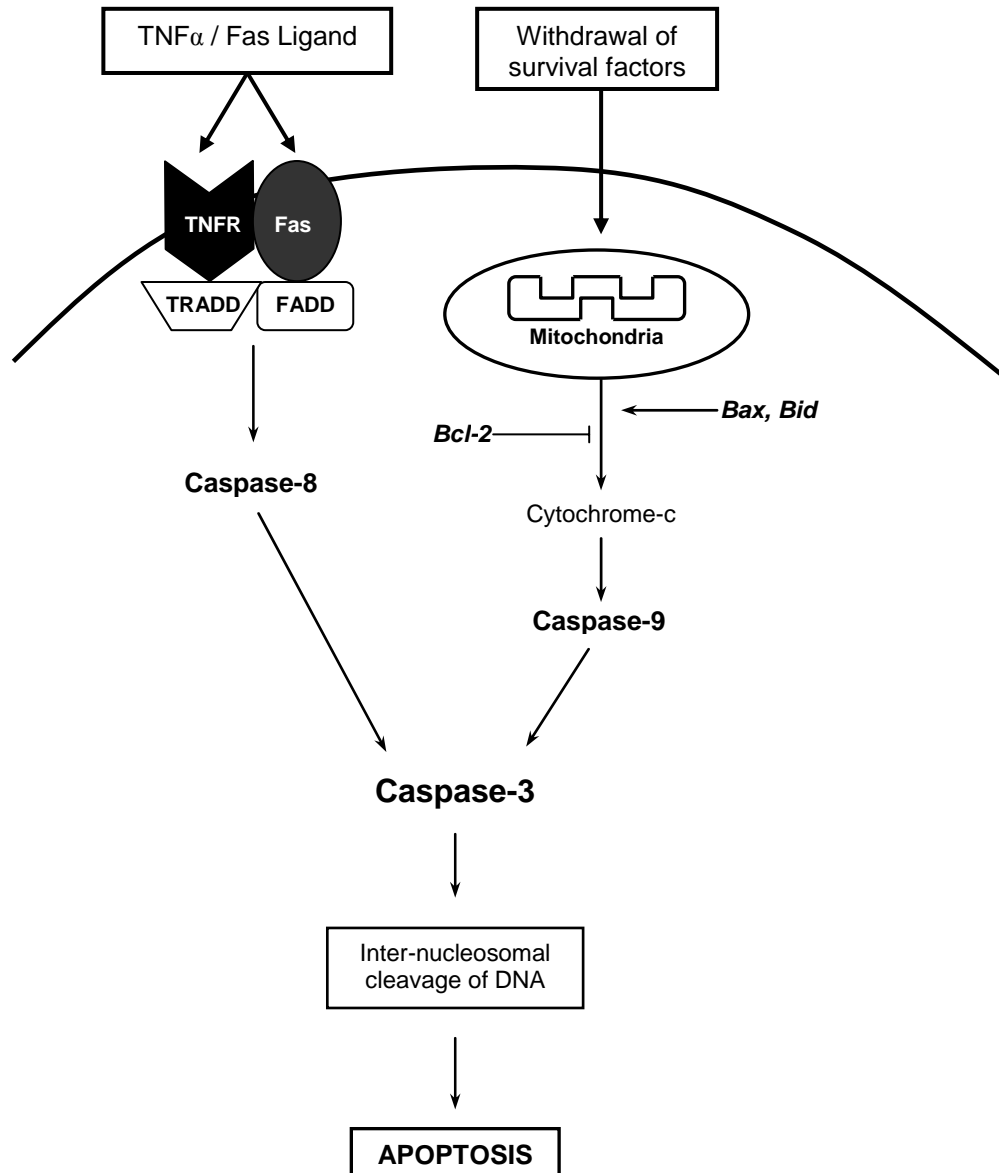 TNFα / Fas Ligand
Withdrawal of
survival factors
TNFR
Fas
TRADD
FADD
Mitochondria
Bax, Bid
Bcl-2
Caspase-8
Cytochrome-c
Caspase-9
Caspase-3
Inter-nucleosomal
cleavage of DNA
APOPTOSIS